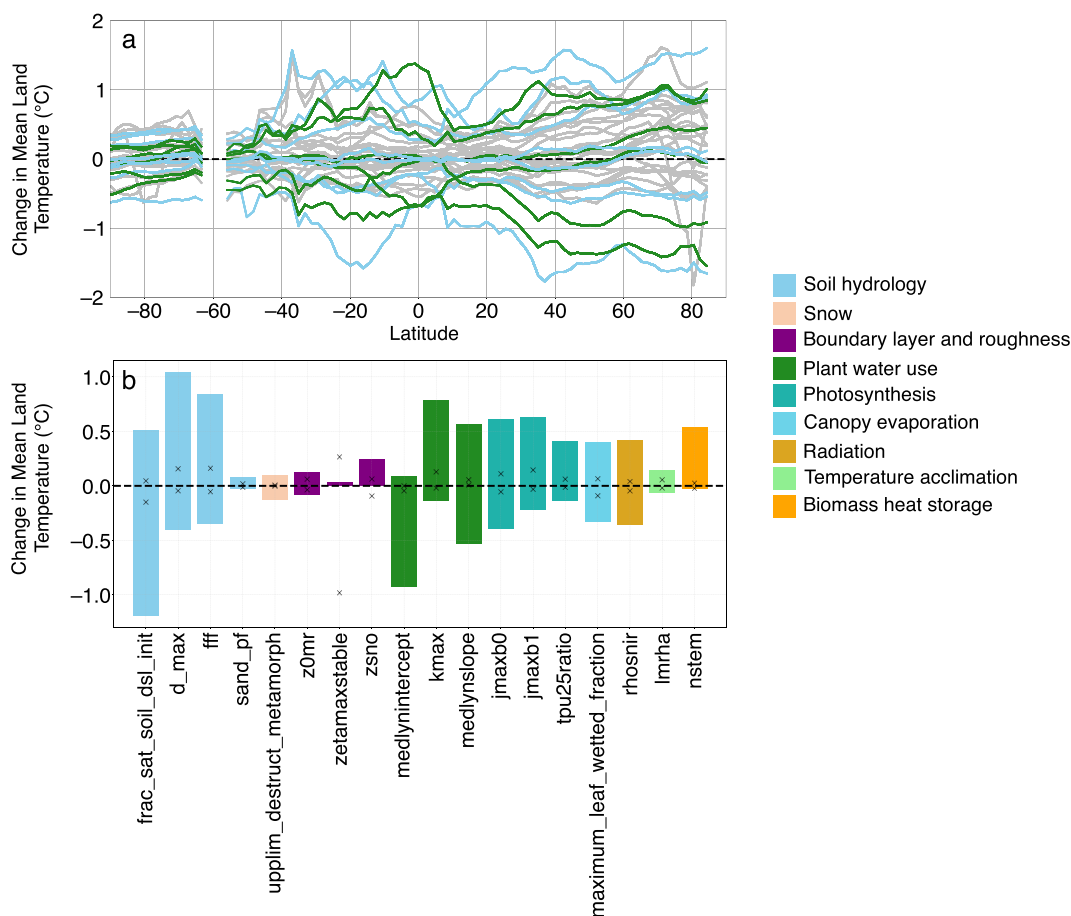 a
2
1
0
−1
−2
Change in Mean Land
Temperature (°C)
−80
−60
−40
−20
0
20
40
60
80
Latitude
b
1.0
0.5
0.0
−0.5
−1.0
Change in Mean Land
Temperature (°C)
frac_sat_soil_dsl_init
d_max
fff
sand_pf
upplim_destruct_metamorph
z0mr
zetamaxstable
zsno
medlynintercept
kmax
medlynslope
jmaxb0
jmaxb1
tpu25ratio
maximum_leaf_wetted_fraction
rhosnir
lmrha
nstem
Soil hydrology
Snow
Boundary layer and roughness
Plant water use
Photosynthesis
Canopy evaporation
Radiation
Temperature acclimation
Biomass heat storage